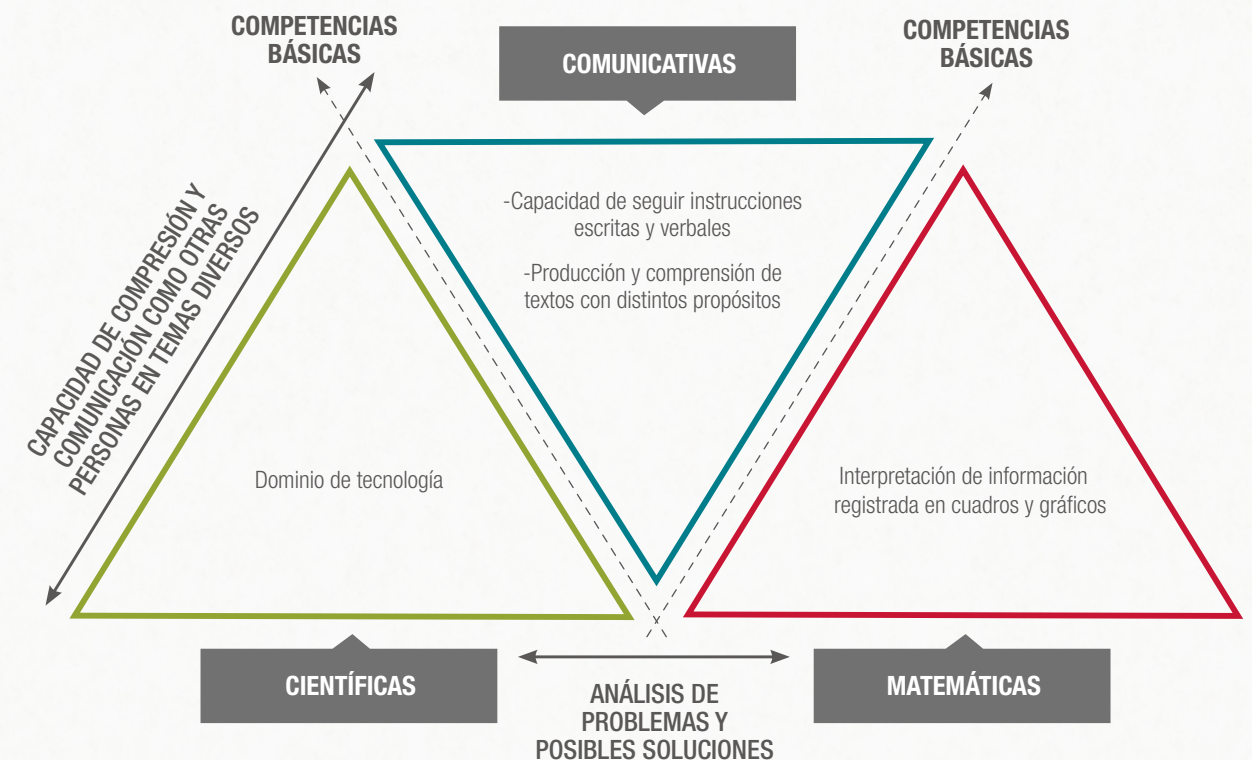 COMPETENCIAS
BÁSICAS
COMUNICATIVAS
COMPETENCIAS
BÁSICAS
CAPACIDAD DE COMPRESIÓN Y
COMUNICACIÓN COMO OTRAS
PERSONAS EN TEMAS DIVERSOS
-Capacidad de seguir instrucciones
escritas y verbales
-Producción y comprensión de
textos con distintos propósitos
Dominio de tecnología
Interpretación de información
registrada en cuadros y gráficos
CIENTÍFICAS
ANÁLISIS DE
PROBLEMAS Y
POSIBLES SOLUCIONES
MATEMÁTICAS